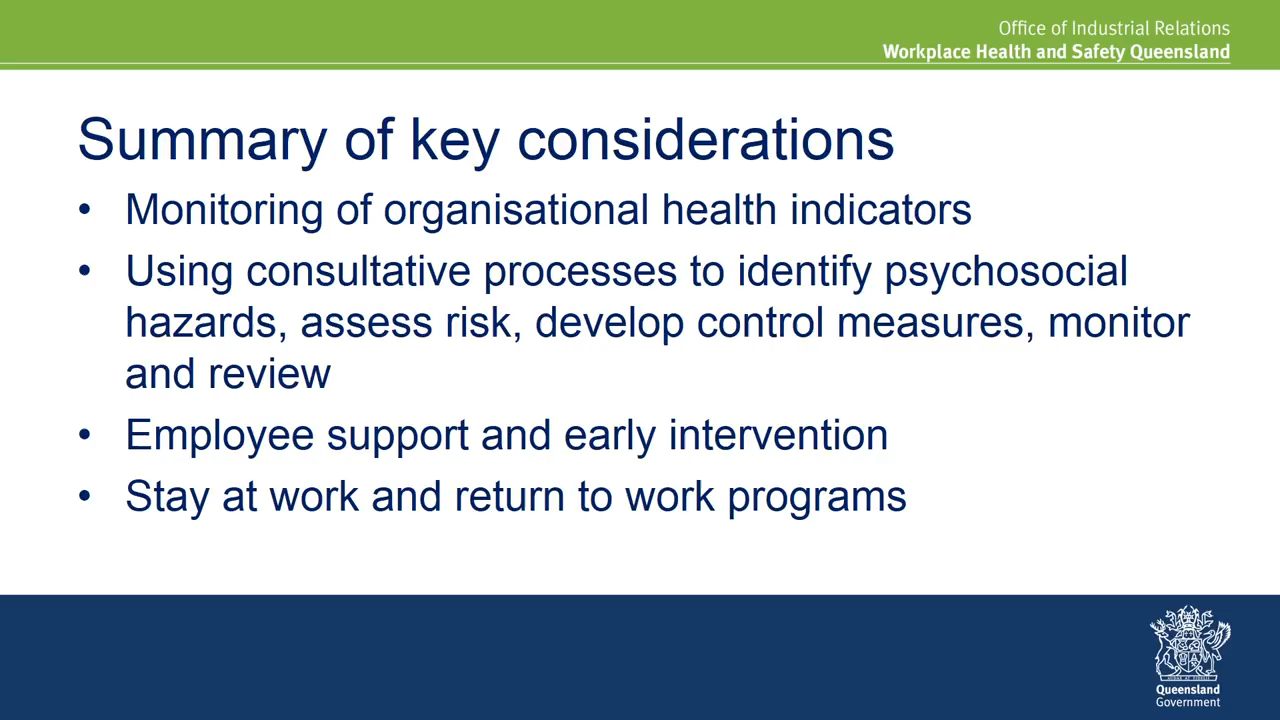 Office of Industrial Relations
Workplace Health and Safety Queensland
Summary of key considerations
• Monitoring of organisational health indicators
• Using consultative processes to identify psychosocial
hazards, assess risk, develop control measures, monitor
and review
• Employee support and early intervention
• Stay at work and return to work programs
Queensland
Government